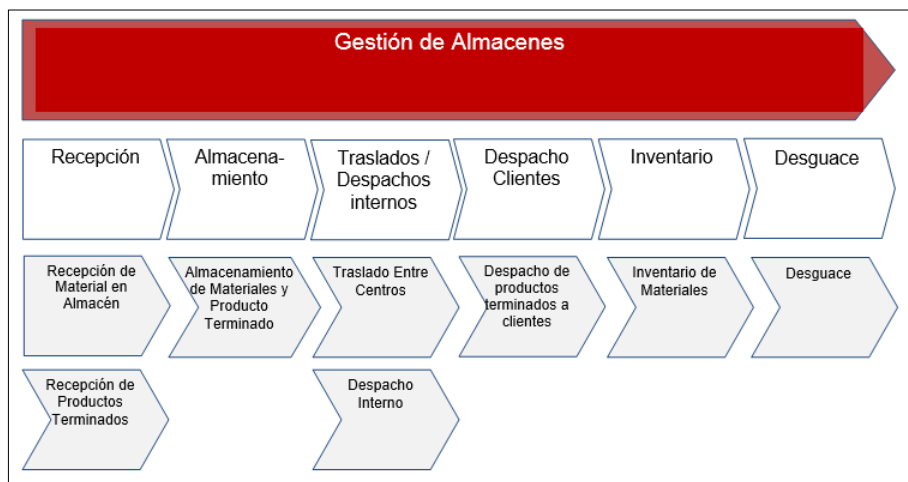 Gestión de Almacenes
Recepción
Almacena-
miento
Traslados /
Despachos
internos
Despacho
Clientes
Inventario
Desguace
Recepción de
Material en
Almacén
Almacenamiento
de Materiales y
Producto
Terminado
Traslado Entre
Centros
Despacho de
productos
terminados a
clientes
Inventario de
Materiales
Desguace
Recepción de
Productos
Terminados
Despacho
Interno